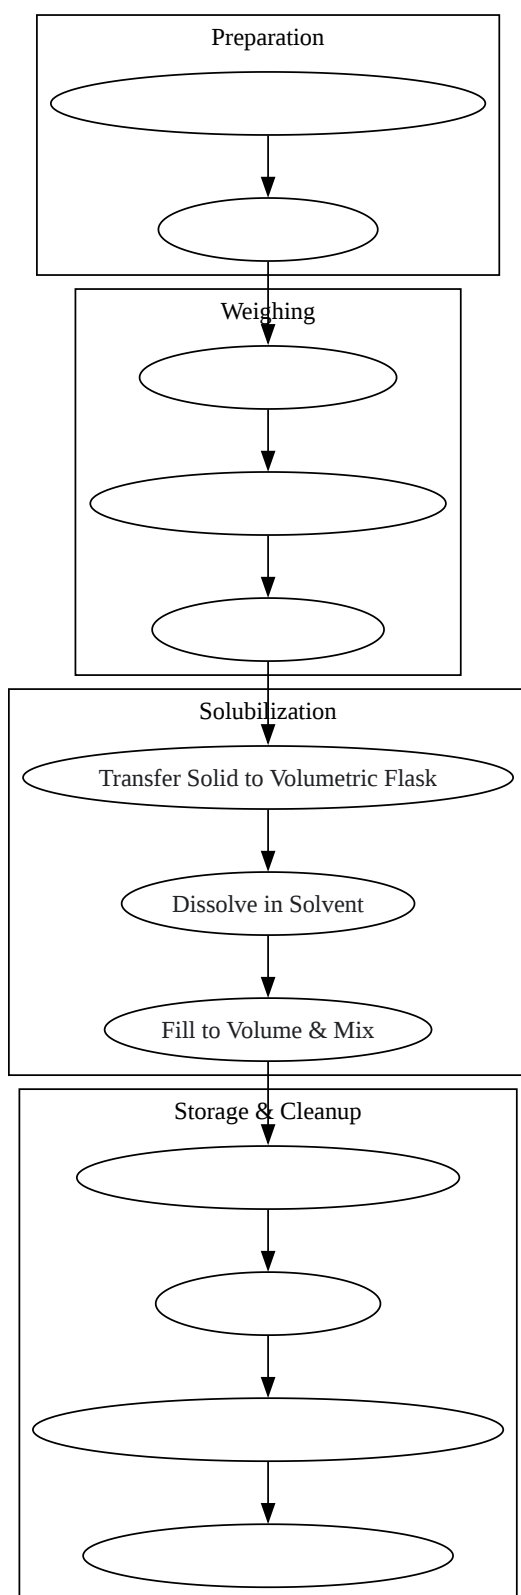 Preparation
Weighing
Solubilization
Transfer Solid to Volumetric Flask
Dissolve in Solvent
Fill to Volume & Mix
Storage & Cleanup